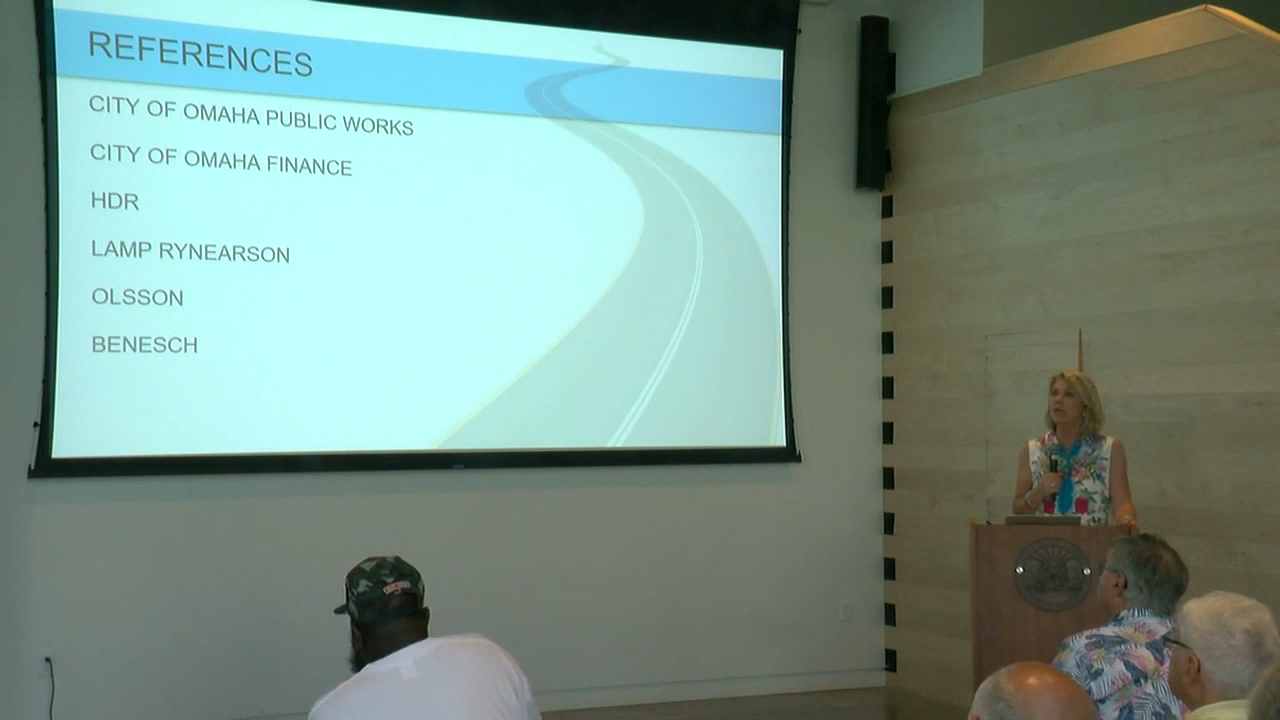 REFERENCES
CITY OF OMAHA PUBLIC WORKS
CITY OF OMAHA FINANCE
HDR
LAMP RYNEARSON
OLSSON
BENESCH